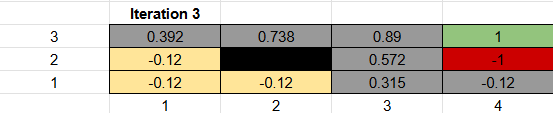 Iteration 3
3 0.392 0.738 0.89 1
2 -0.12 0.572 -1
1 -0.12 -0.12 0.315 -0.12
1 2 3 4